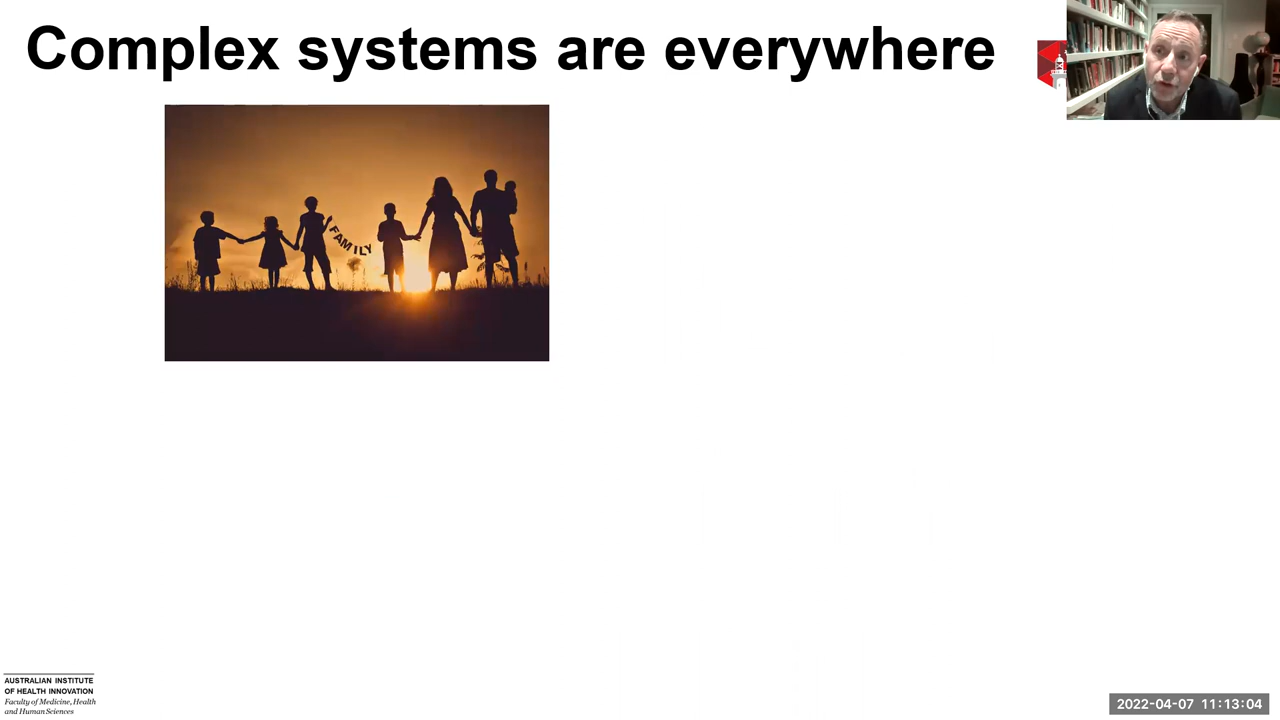 Complex systems are everywhere
FAMILY
AUSTRALIAN INSTITUTE
OF HEALTH INNOVATION
Faculty of Medicine, Health
and Human Sciences
2022-04-07 11:13:04